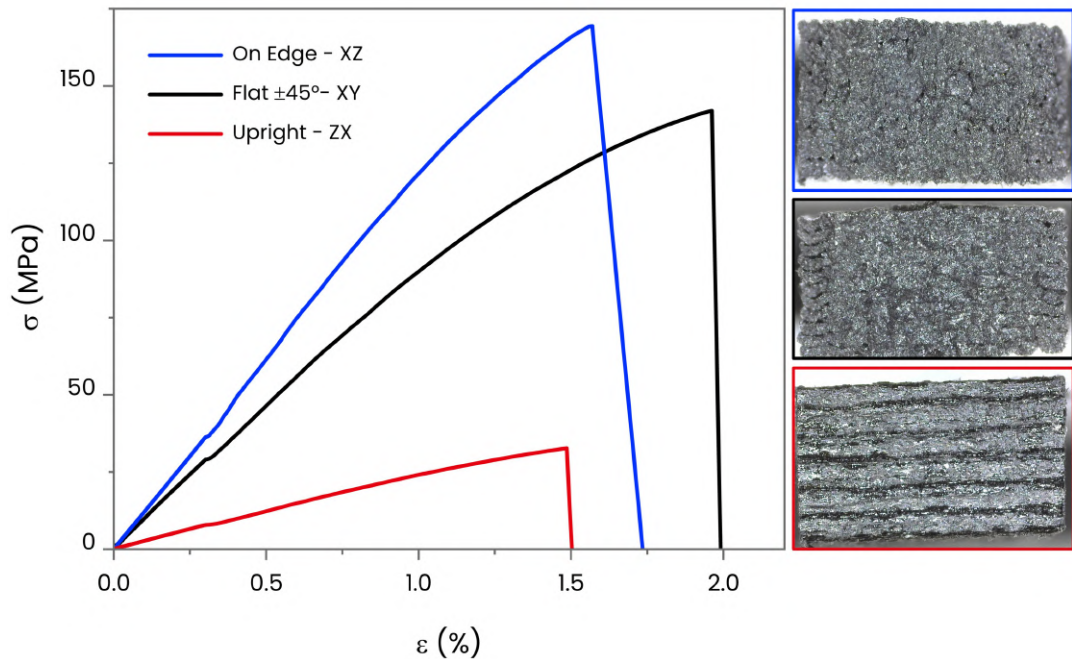 On Edge - XZ
Flat ±45°- XY
Upright - ZX
150
100
50
0
σ (MPa)
0.0 0.5 1.0 1.5 2.0
ε (%)